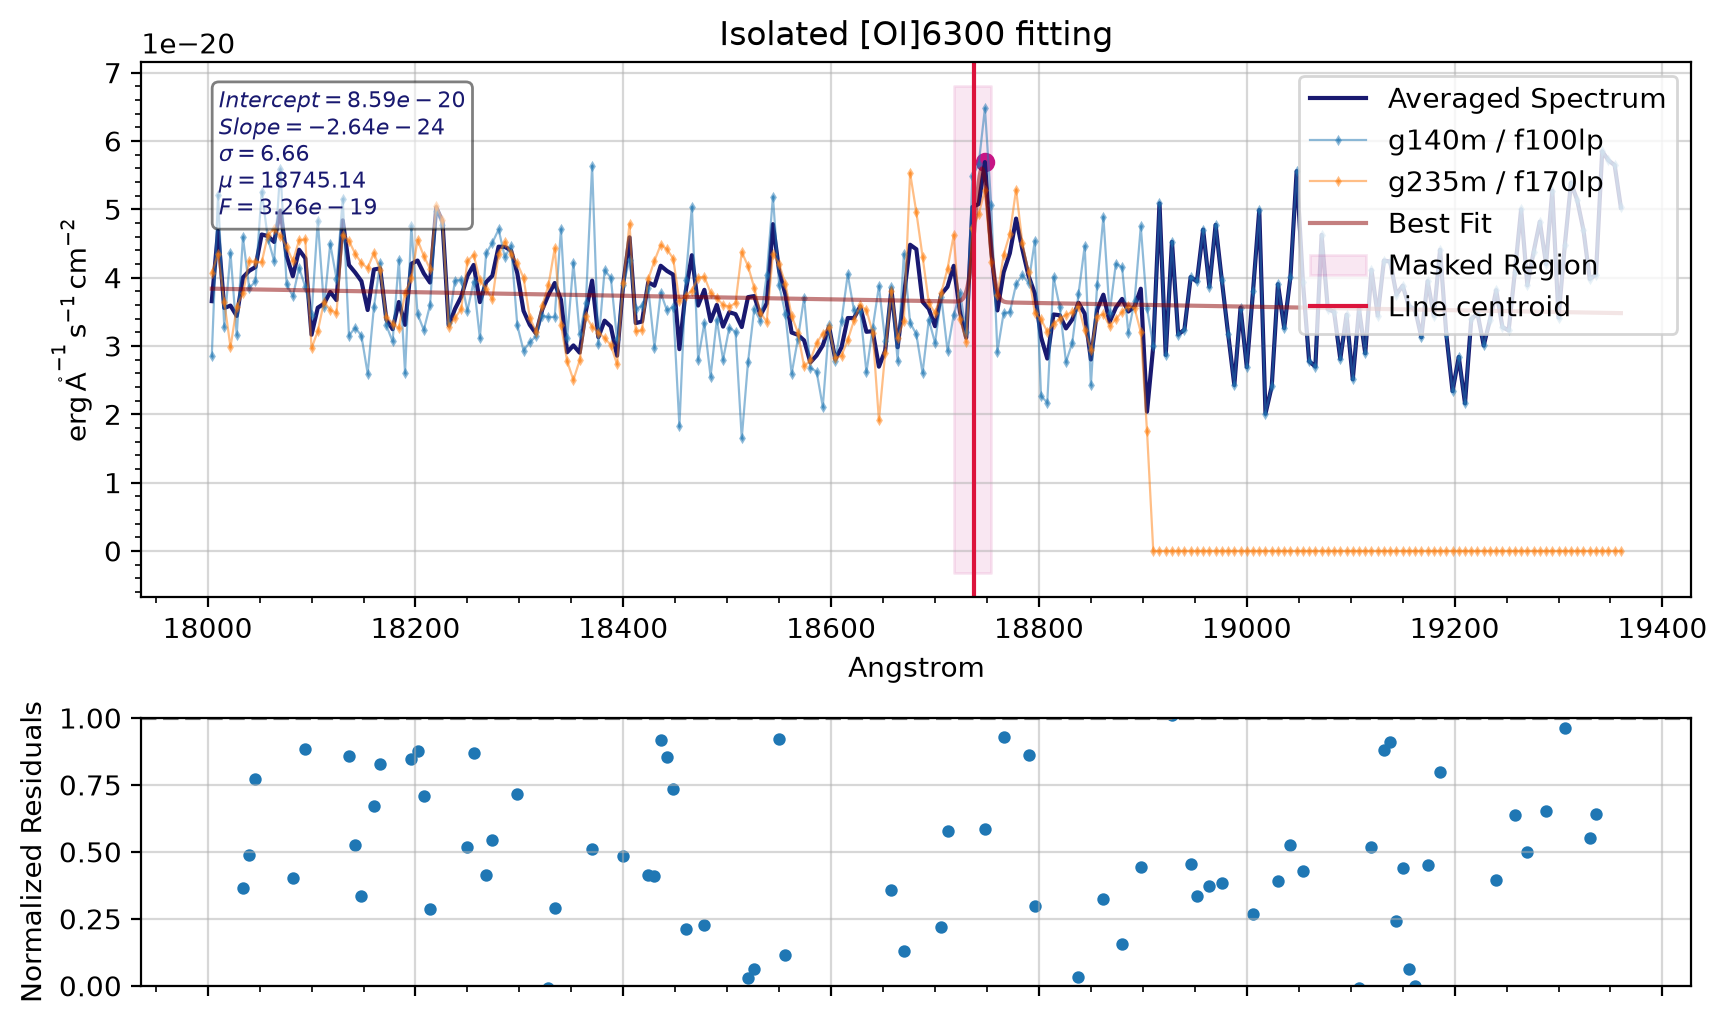 Isolated [OI]6300 fitting
1e−20
Intercept = 8.59e − 20
Slope = −2.64e − 24
σ = 6.66
μ = 18745.14
F = 3.26e − 19
Averaged Spectrum
g140m / f100lp
g235m / f170lp
Best Fit
Masked Region
Line centroid
7
6
5
4
3
2
1
0
erg Å⁻¹ s⁻¹ cm⁻²
18000 18200 18400 18600 18800 19000 19200 19400
Angstrom
1.00
0.75
0.50
0.25
0.00
Normalized Residuals